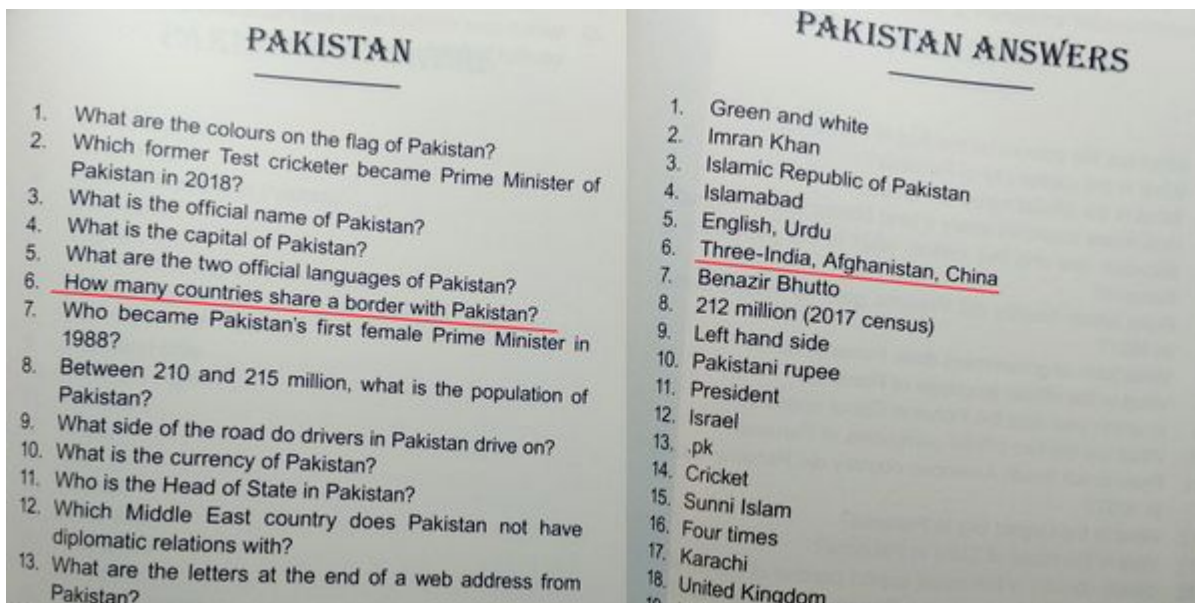 PAKISTAN
1. What are the colours on the flag of Pakistan?
2. Which former Test cricketer became Prime Minister of
Pakistan in 2018?
3. What is the official name of Pakistan?
4. What is the capital of Pakistan?
5. What are the two official languages of Pakistan?
6. How many countries share a border with Pakistan?
7. Who became Pakistan's first female Prime Minister in
1988?
8. Between 210 and 215 million, what is the population of
Pakistan?
9. What side of the road do drivers in Pakistan drive on?
10. What is the currency of Pakistan?
11. Who is the Head of State in Pakistan?
12. Which Middle East country does Pakistan not have
diplomatic relations with?
13. What are the letters at the end of a web address from
Pakistan?
PAKISTAN ANSWERS
1. Green and white
2. Imran Khan
3. Islamic Republic of Pakistan
4. Islamabad
5. English, Urdu
6. Three-India, Afghanistan, China
7. Benazir Bhutto
8. 212 million (2017 census)
9. Left hand side
10. Pakistani rupee
11. President
12. Israel
13. .pk
14. Cricket
15. Sunni Islam
16. Four times
17. Karachi
18. United Kingdom